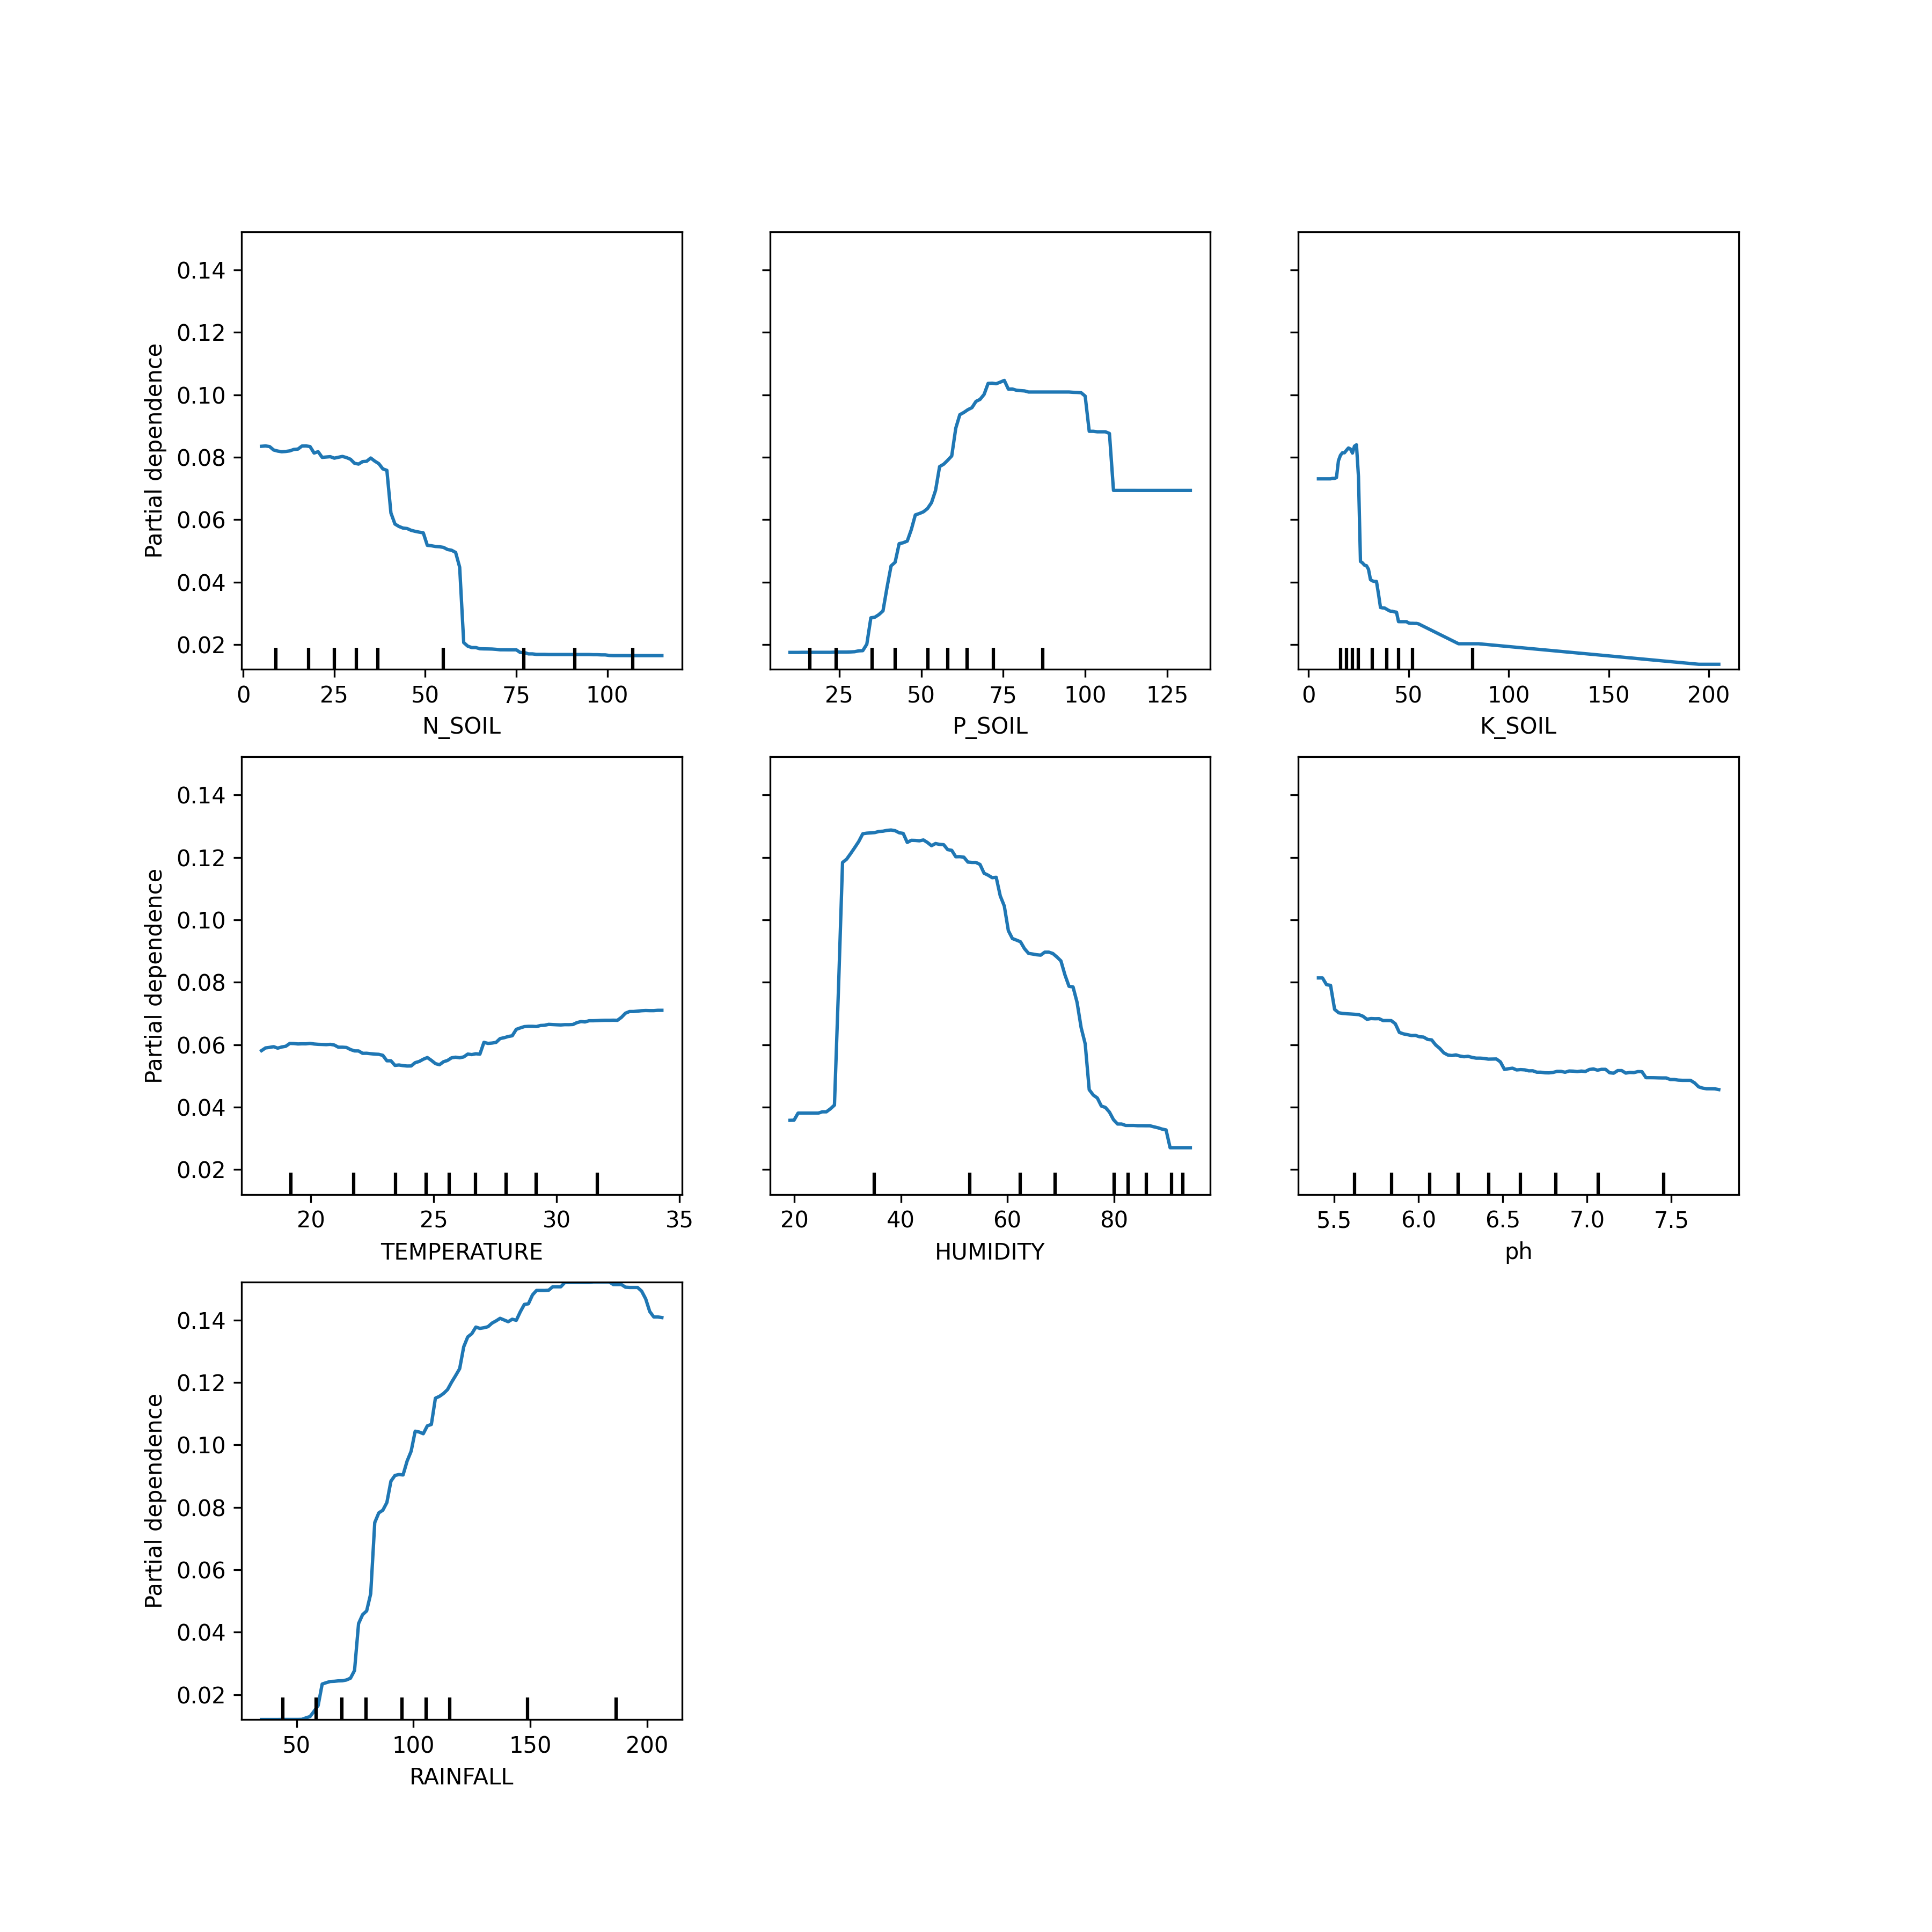 Partial dependence
0.14
0.12
0.10
0.08
0.06
0.04
0.02
0 25 50 75 100
N_SOIL
25 50 75 100 125
P_SOIL
0 50 100 150 200
K_SOIL
Partial dependence
0.14
0.12
0.10
0.08
0.06
0.04
0.02
20 25 30 35
TEMPERATURE
20 40 60 80
HUMIDITY
5.5 6.0 6.5 7.0 7.5
ph
Partial dependence
0.14
0.12
0.10
0.08
0.06
0.04
0.02
50 100 150 200
RAINFALL